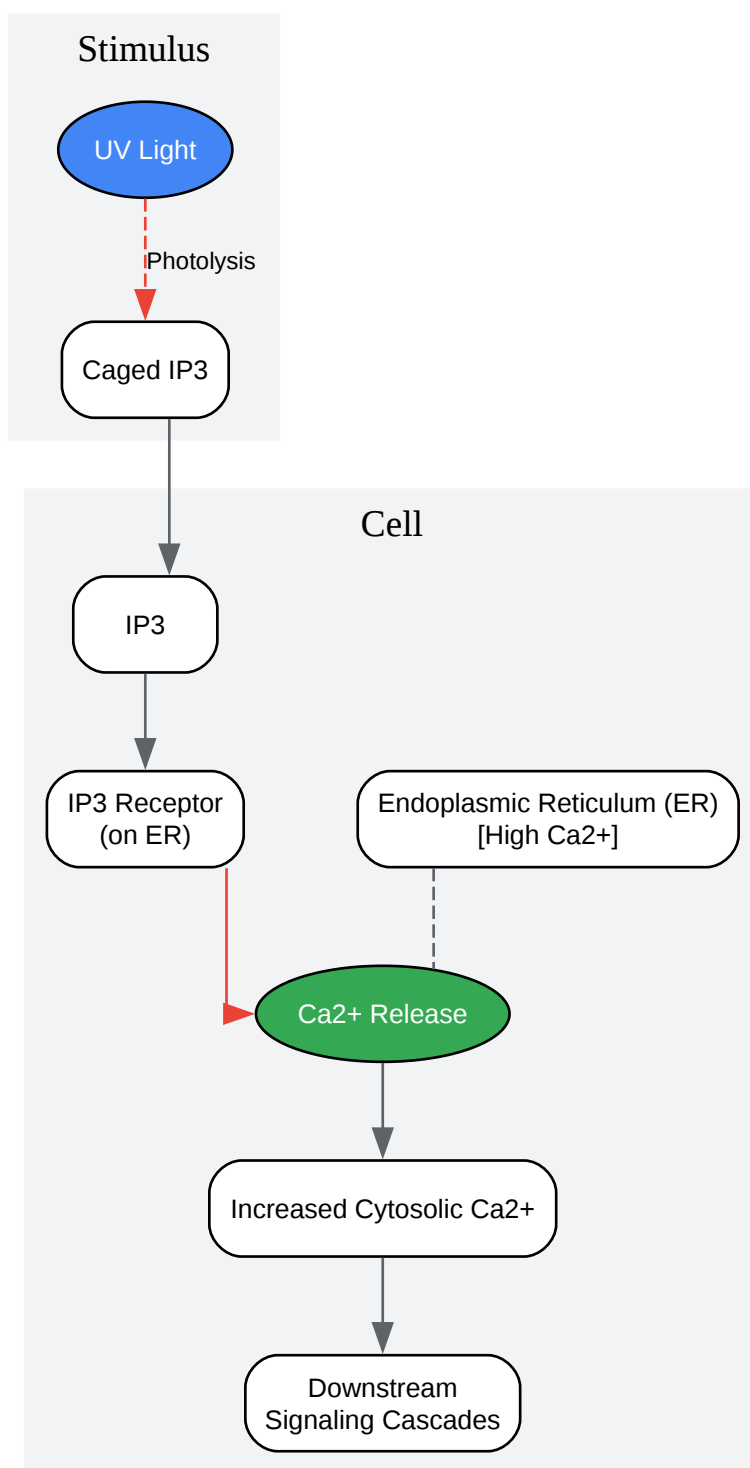 Stimulus
UV Light
Photolysis
Caged IP3
Cell
IP3
IP3 Receptor
(on ER)
Endoplasmic Reticulum (ER)
[High Ca2+]
Ca2+ Release
Increased Cytosolic Ca2+
Downstream
Signaling Cascades